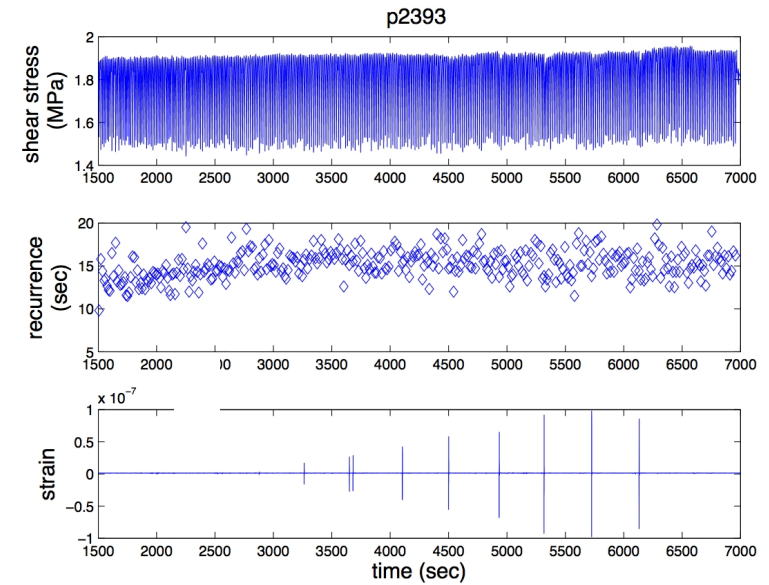 p2393
shear stress
(MPa)
2
1.8
1.6
1.4
1500 2000 2500 3000 3500 4000 4500 5000 5500 6000 6500 7000
recurrence
(sec)
20
15
10
5
1500 2000 00 3000 3500 4000 4500 5000 5500 6000 6500 7000
x 10⁻⁷
strain
1
0.5
0
−0.5
−1
1500 2000 2500 3000 3500 4000 4500 5000 5500 6000 6500 7000
time (sec)